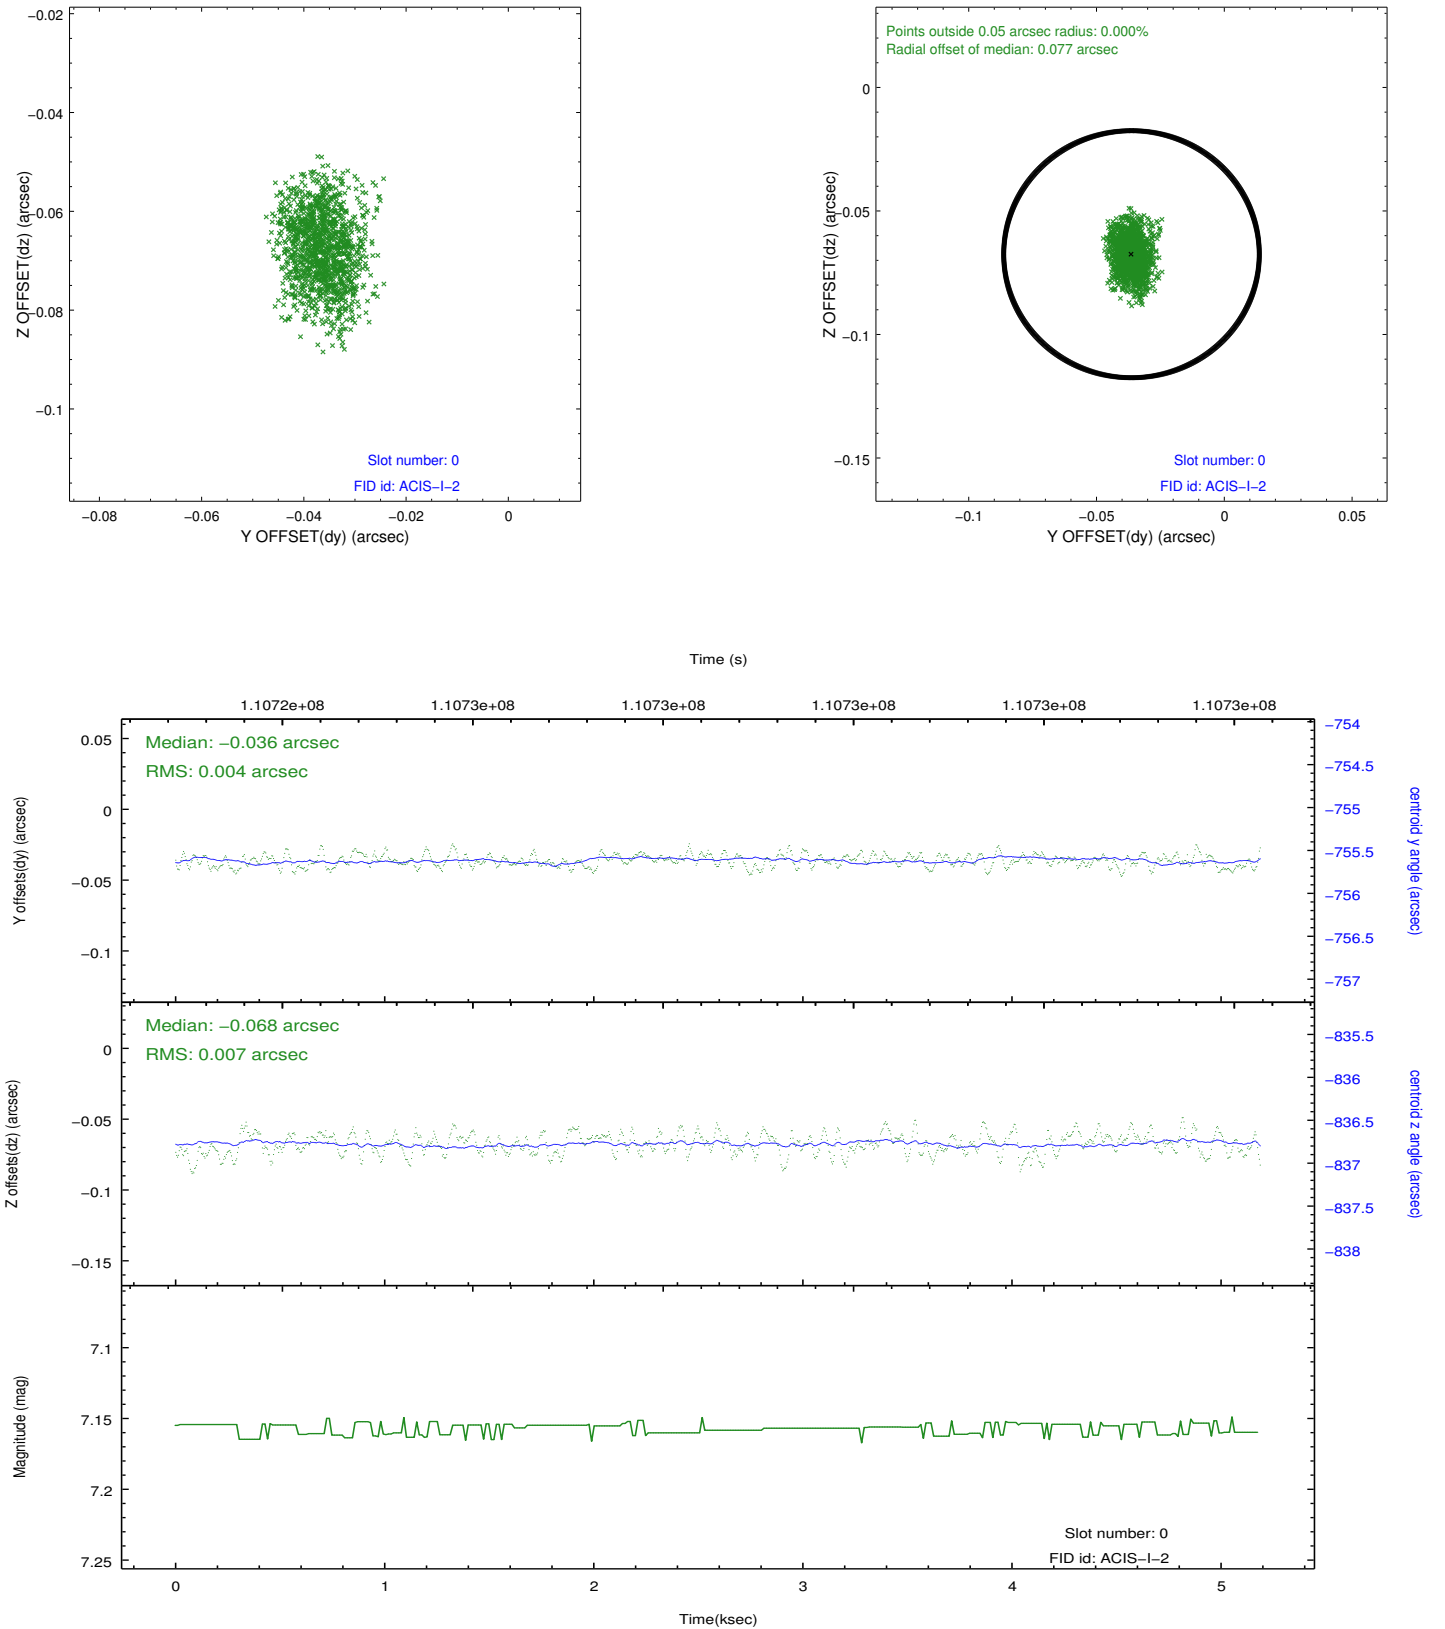 −0.02
−0.04
−0.06
−0.08
−0.1
Z OFFSET(dz) (arcsec)
Slot number: 0
FID id: ACIS−I−2
−0.08
−0.06
−0.04
−0.02
0
Y OFFSET(dy) (arcsec)
Points outside 0.05 arcsec radius: 0.000%
Radial offset of median: 0.077 arcsec
0
−0.05
−0.1
−0.15
Z OFFSET(dz) (arcsec)
Slot number: 0
FID id: ACIS−I−2
−0.1
−0.05
0
0.05
Y OFFSET(dy) (arcsec)
Time (s)
1.1072e+08
1.1073e+08
1.1073e+08
1.1073e+08
1.1073e+08
1.1073e+08
Median: −0.036 arcsec
RMS: 0.004 arcsec
0.05
0
−0.05
−0.1
Y offsets(dy) (arcsec)
−754
−754.5
−755
−755.5
−756
−756.5
−757
centroid y angle (arcsec)
Median: −0.068 arcsec
RMS: 0.007 arcsec
0
−0.05
−0.1
−0.15
Z offsets(dz) (arcsec)
−835.5
−836
−836.5
−837
−837.5
−838
centroid z angle (arcsec)
7.1
7.15
7.2
7.25
Magnitude (mag)
Slot number: 0
FID id: ACIS−I−2
0
1
2
3
4
5
Time(ksec)